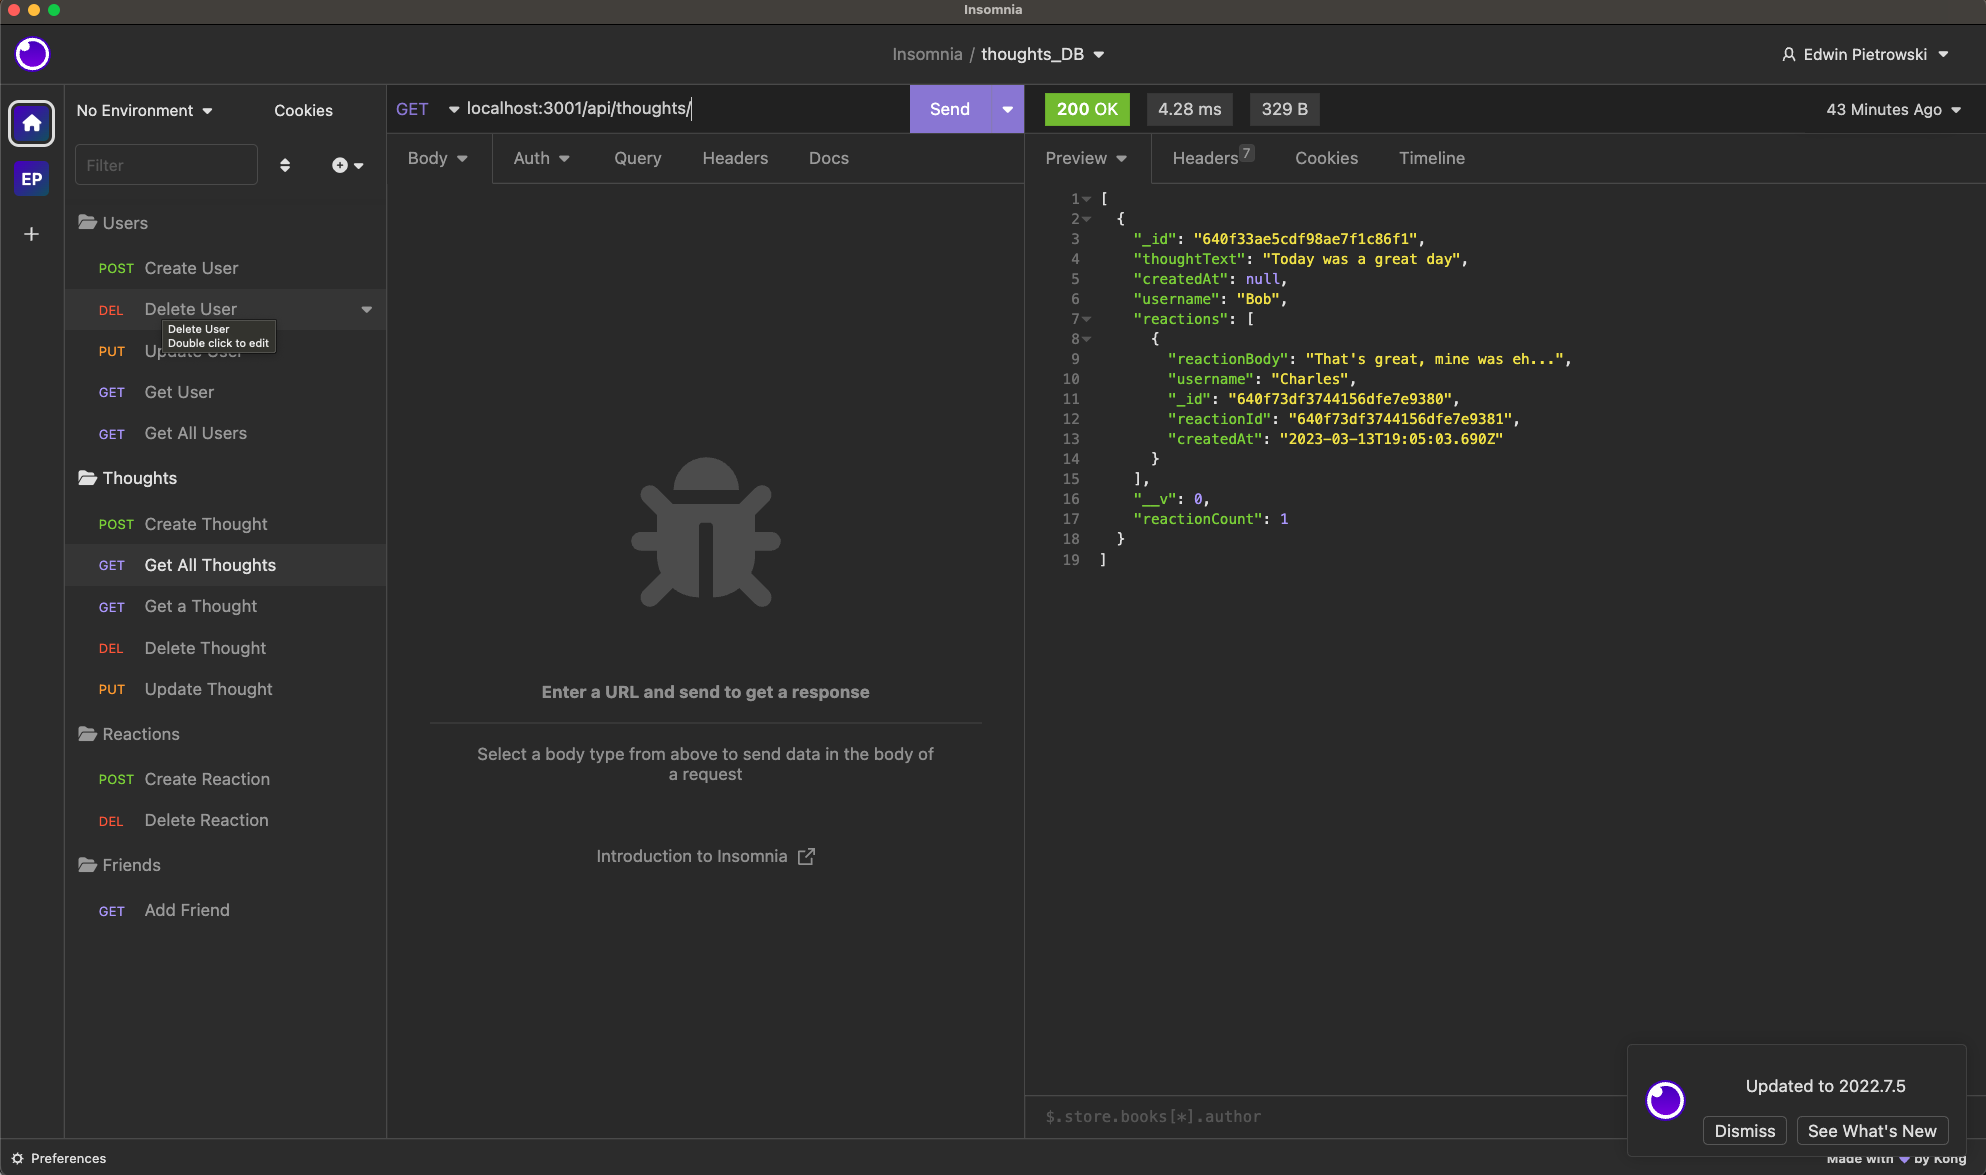 Insomnia
Insomnia / thoughts_DB
Edwin Pietrowski
EP
No Environment
Cookies
Filter
Users
POST Create User
DEL Delete User
Delete User
Double click to edit
PUT Update User
GET Get User
GET Get All Users
Thoughts
POST Create Thought
GET Get All Thoughts
GET Get a Thought
DEL Delete Thought
PUT Update Thought
Reactions
POST Create Reaction
DEL Delete Reaction
Friends
GET Add Friend
Preferences
GET localhost:3001/api/thoughts/ Send
Body Auth Query Headers Docs
Enter a URL and send to get a response
Select a body type from above to send data in the body of
a request
Introduction to Insomnia
200 OK 4.28 ms 329 B 43 Minutes Ago
Preview Headers 7 Cookies Timeline
1 [
2 {
3 "_id": "640f33ae5cdf98ae7f1c86f1",
4 "thoughtText": "Today was a great day",
5 "createdAt": null,
6 "username": "Bob",
7 "reactions": [
8 {
9 "reactionBody": "That's great, mine was eh...",
10 "username": "Charles",
11 "_id": "640f73df3744156dfe7e9380",
12 "reactionId": "640f73df3744156dfe7e9381",
13 "createdAt": "2023-03-13T19:05:03.690Z"
14 }
15 ],
16 "__v": 0,
17 "reactionCount": 1
18 }
19 ]
$.store.books[*].author
Updated to 2022.7.5
Dismiss
See What's New
Made with by Kong